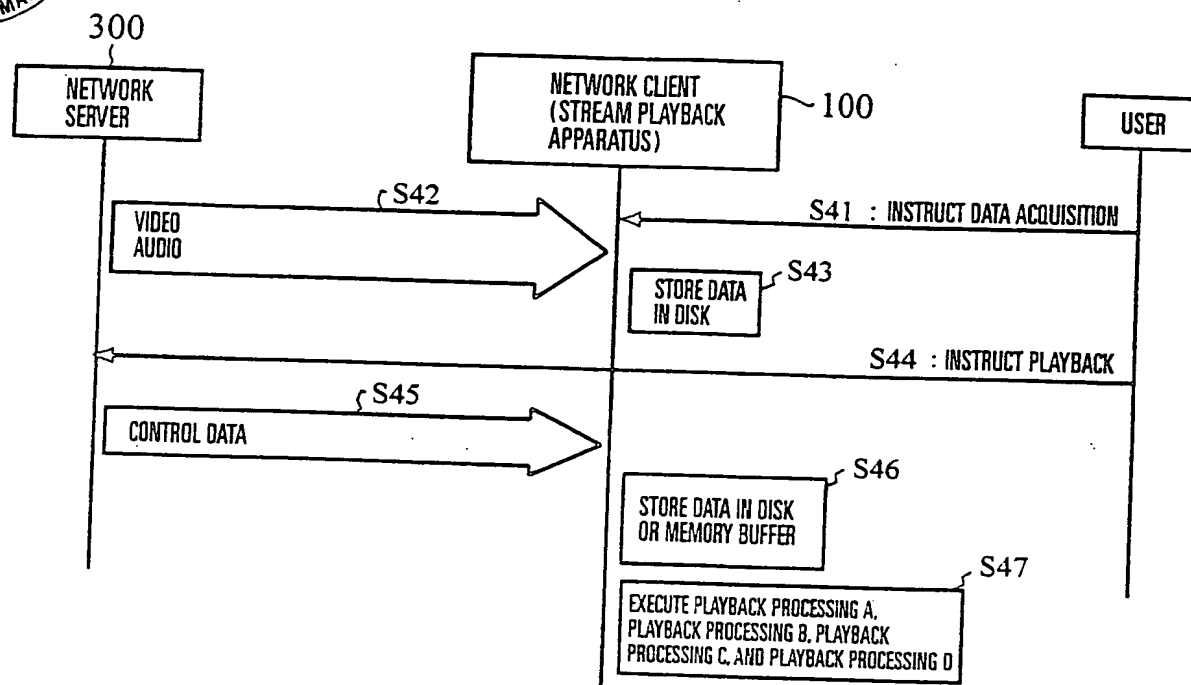 300
NETWORK
SERVER
NETWORK CLIENT
(STREAM PLAYBACK
APPARATUS)
100
USER
S42
VIDEO
AUDIO
S41 : INSTRUCT DATA ACQUISITION
S43
STORE DATA
IN DISK
S44 : INSTRUCT PLAYBACK
S45
CONTROL DATA
S46
STORE DATA IN DISK
OR MEMORY BUFFER
S47
EXECUTE PLAYBACK PROCESSING A,
PLAYBACK PROCESSING B, PLAYBACK
PROCESSING C, AND PLAYBACK PROCESSING D